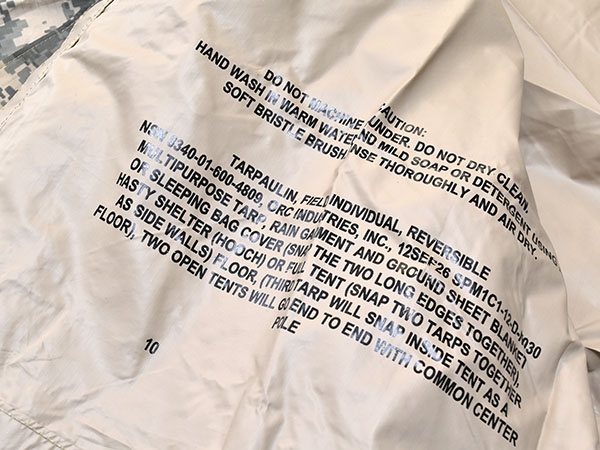 CAUTION:
DO NOT MACHINE UNDER. DO NOT DRY CLEAN.
HAND WASH IN WARM WATER AND MILD SOAP OR DETERGENT USING
SOFT BRISTLE BRUSH RINSE THOROUGHLY AND AIR DRY.
TARPAULIN, FIELD, INDIVIDUAL, REVERSIBLE
NSN 8340-01-600-4809, ORC INDUSTRIES, INC., 12SEP26 SPM1C1-12-D-
MULTIPURPOSE TARP, RAIN GARMENT AND GROUND SHEET BLANKET
OR SLEEPING BAG COVER (SNAP THE TWO LONG EDGES TOGETHER),
HASTY SHELTER (HOOCH) OR FULL TENT (SNAP TWO TARPS TOGETHER
AS SIDE WALLS) FLOOR, (THIRD TARP WILL SNAP INSIDE TENT AS A
FLOOR), TWO OPEN TENTS WILL GO END TO END WITH COMMON CENTER
POLE
10